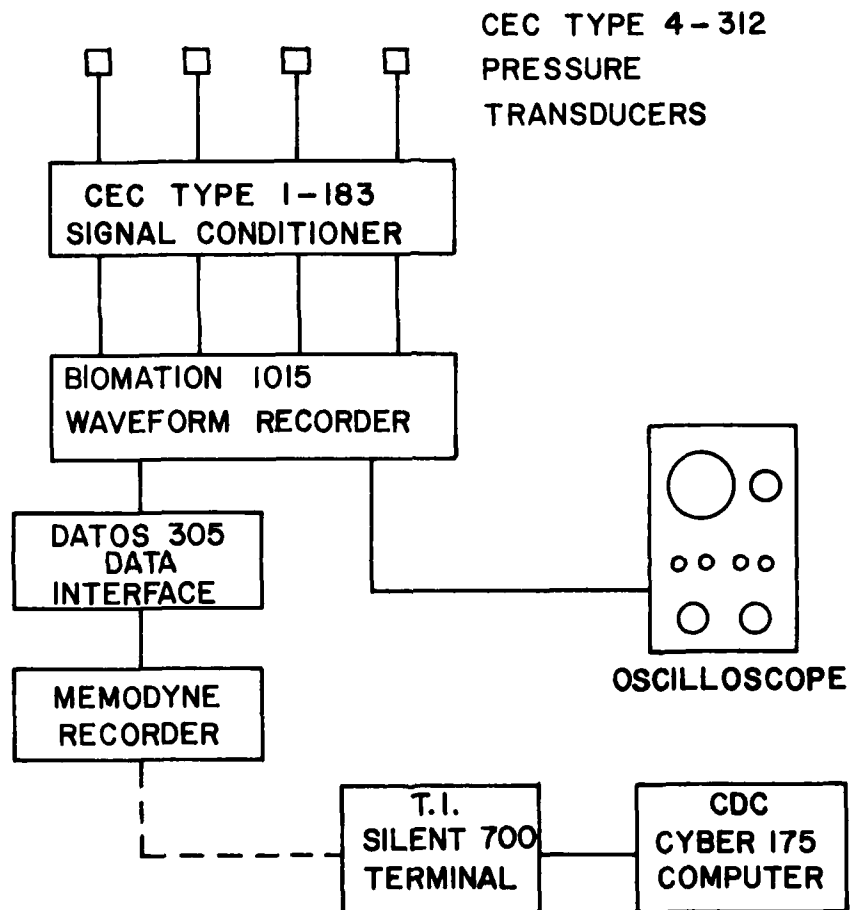 CEC TYPE 4-312
PRESSURE
TRANSDUCERS
CEC TYPE 1-183
SIGNAL CONDITIONER
BIOMATION 1015
WAVEFORM RECORDER
DATOS 305
DATA
INTERFACE
OSCILLOSCOPE
MEMODYNE
RECORDER
T.I.
SILENT 700
TERMINAL
CDC
CYBER 175
COMPUTER